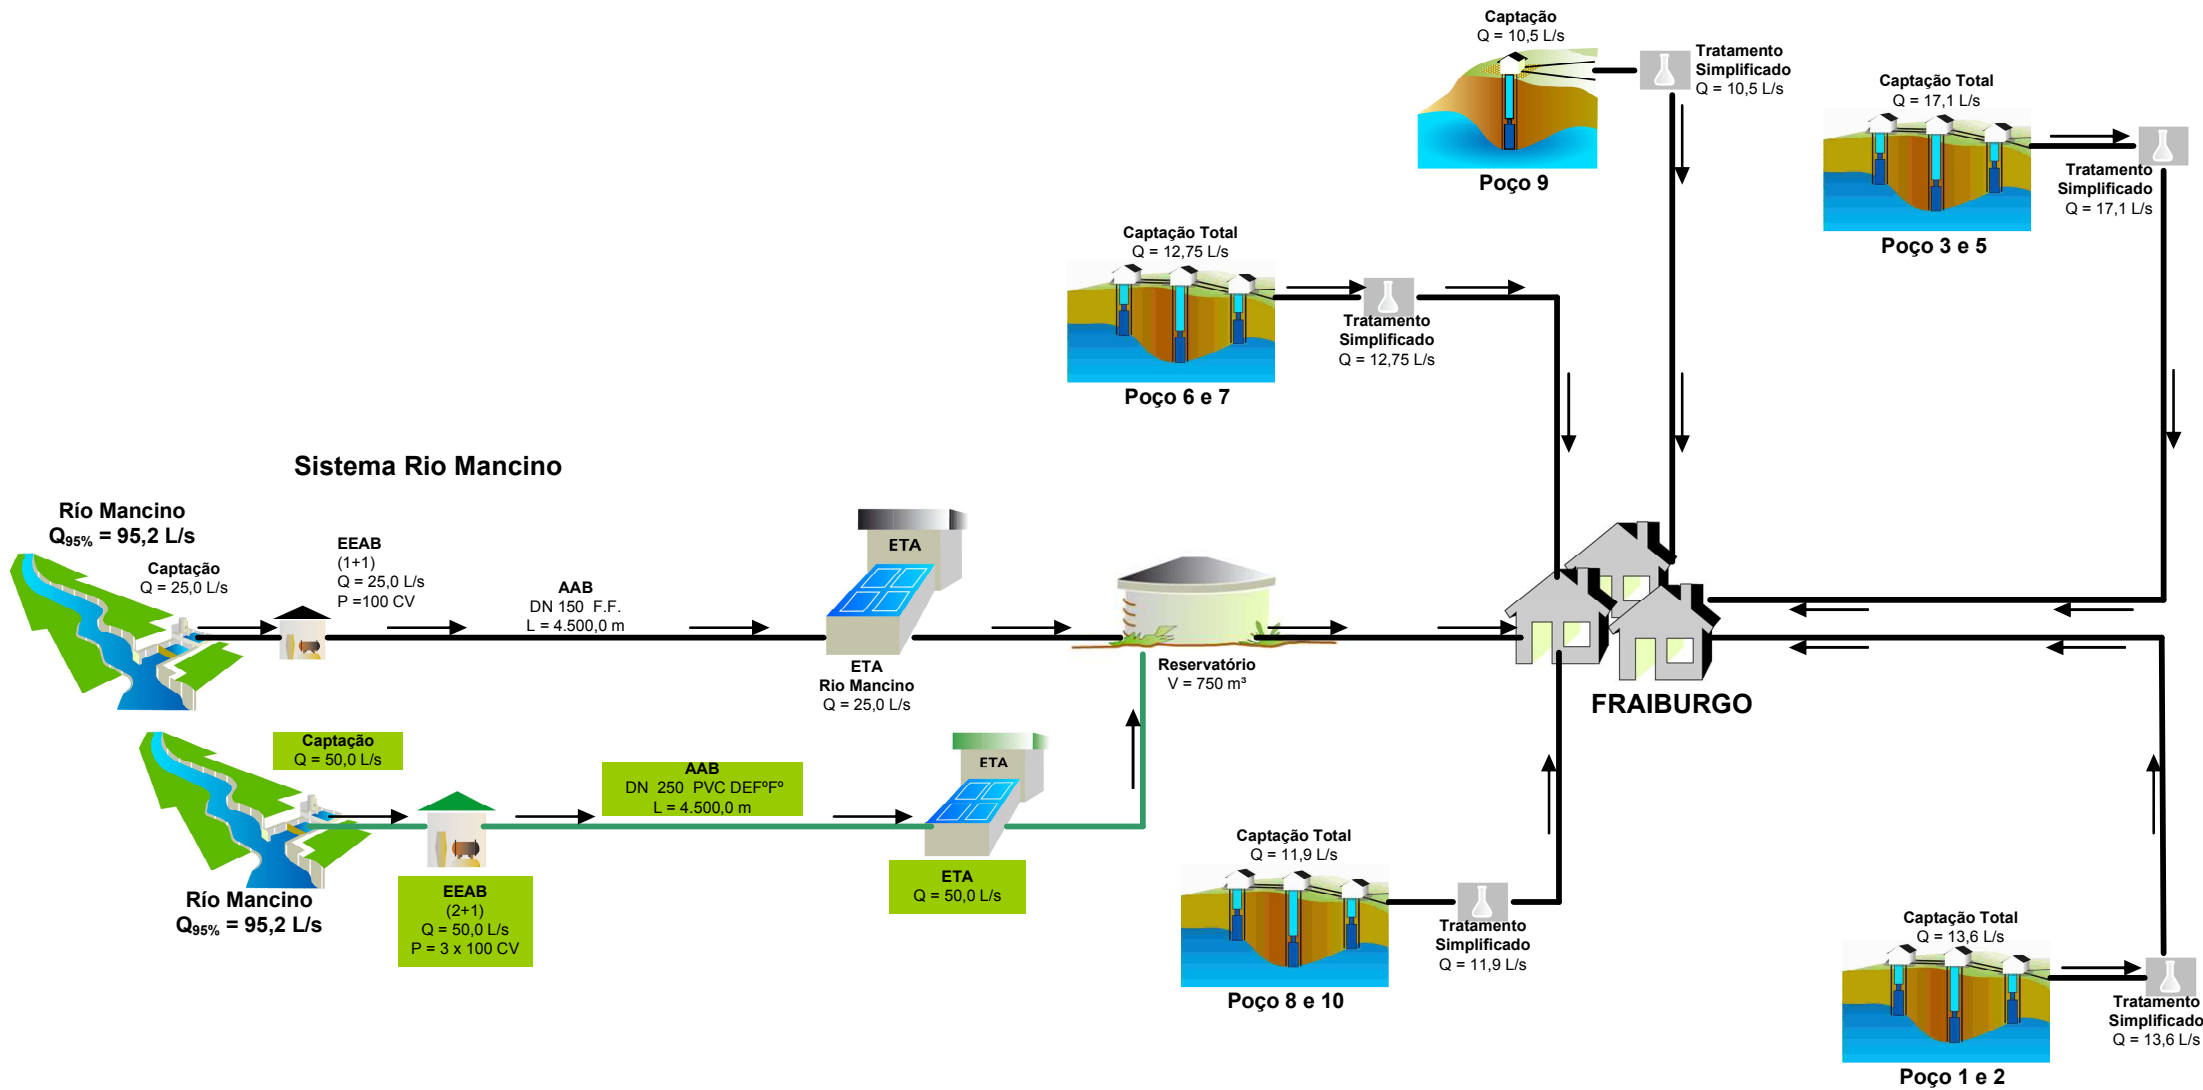 Captação
Q = 10,5 L/s
Tratamento
Simplificado
Q = 10,5 L/s
Poço 9
Captação Total
Q = 17,1 L/s
Tratamento
Simplificado
Q = 17,1 L/s
Poço 3 e 5
Captação Total
Q = 12,75 L/s
Tratamento
Simplificado
Q = 12,75 L/s
Poço 6 e 7
Sistema Rio Mancino
Río Mancino
Q95% = 95,2 L/s
Captação
Q = 25,0 L/s
EEAB
(1+1)
Q = 25,0 L/s
P =100 CV
AAB
DN 150 F.F.
L = 4.500,0 m
ETA
ETA
Rio Mancino
Q = 25,0 L/s
Reservatório
V = 750 m³
FRAIBURGO
Captação
Q = 50,0 L/s
Río Mancino
Q95% = 95,2 L/s
EEAB
(2+1)
Q = 50,0 L/s
P = 3 x 100 CV
AAB
DN 250 PVC DEFºFº
L = 4.500,0 m
ETA
ETA
Q = 50,0 L/s
Captação Total
Q = 11,9 L/s
Tratamento
Simplificado
Q = 11,9 L/s
Poço 8 e 10
Captação Total
Q = 13,6 L/s
Tratamento
Simplificado
Q = 13,6 L/s
Poço 1 e 2